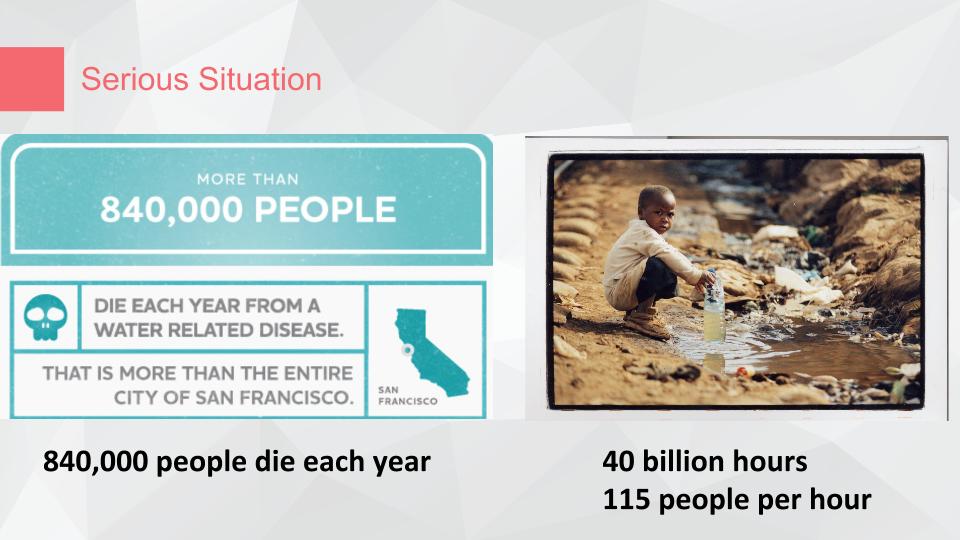 Serious Situation
MORE THAN
840,000 PEOPLE
DIE EACH YEAR FROM A
WATER RELATED DISEASE.
THAT IS MORE THAN THE ENTIRE
CITY OF SAN FRANCISCO.
SAN
FRANCISCO
840,000 people die each year
40 billion hours
115 people per hour